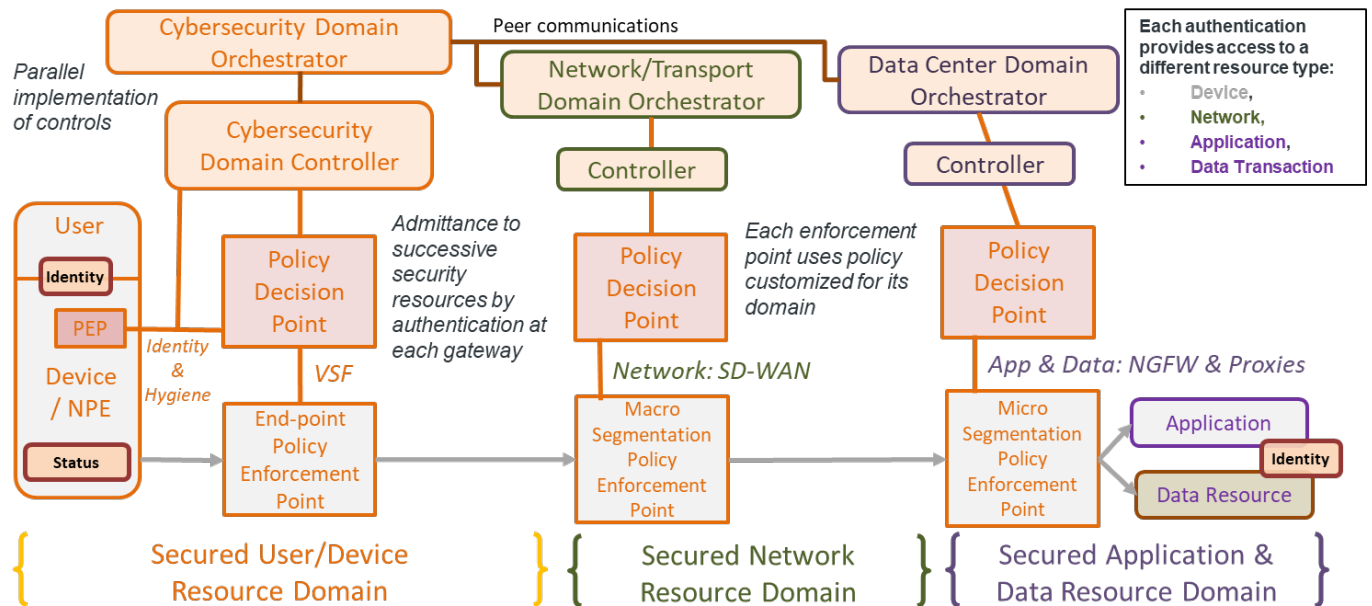 Cybersecurity Domain
Orchestrator
Peer communications
Parallel
implementation
of controls
Network/Transport
Domain Orchestrator
Data Center Domain
Orchestrator
Each authentication
provides access to a
different resource type:
• Device,
• Network,
• Application,
• Data Transaction
Cybersecurity
Domain Controller
Controller
Controller
User
Identity
PEP
Device
/ NPE
Status
Identity
&
Hygiene
Policy
Decision
Point
VSF
Admittance to
successive
security
resources by
authentication at
each gateway
Policy
Decision
Point
Network: SD-WAN
Each enforcement
point uses policy
customized for its
domain
Policy
Decision
Point
App & Data: NGFW & Proxies
End-point
Policy
Enforcement
Point
Macro
Segmentation
Policy
Enforcement
Point
Micro
Segmentation
Policy
Enforcement
Point
Application
Identity
Data Resource
Secured User/Device
Resource Domain
Secured Network
Resource Domain
Secured Application &
Data Resource Domain